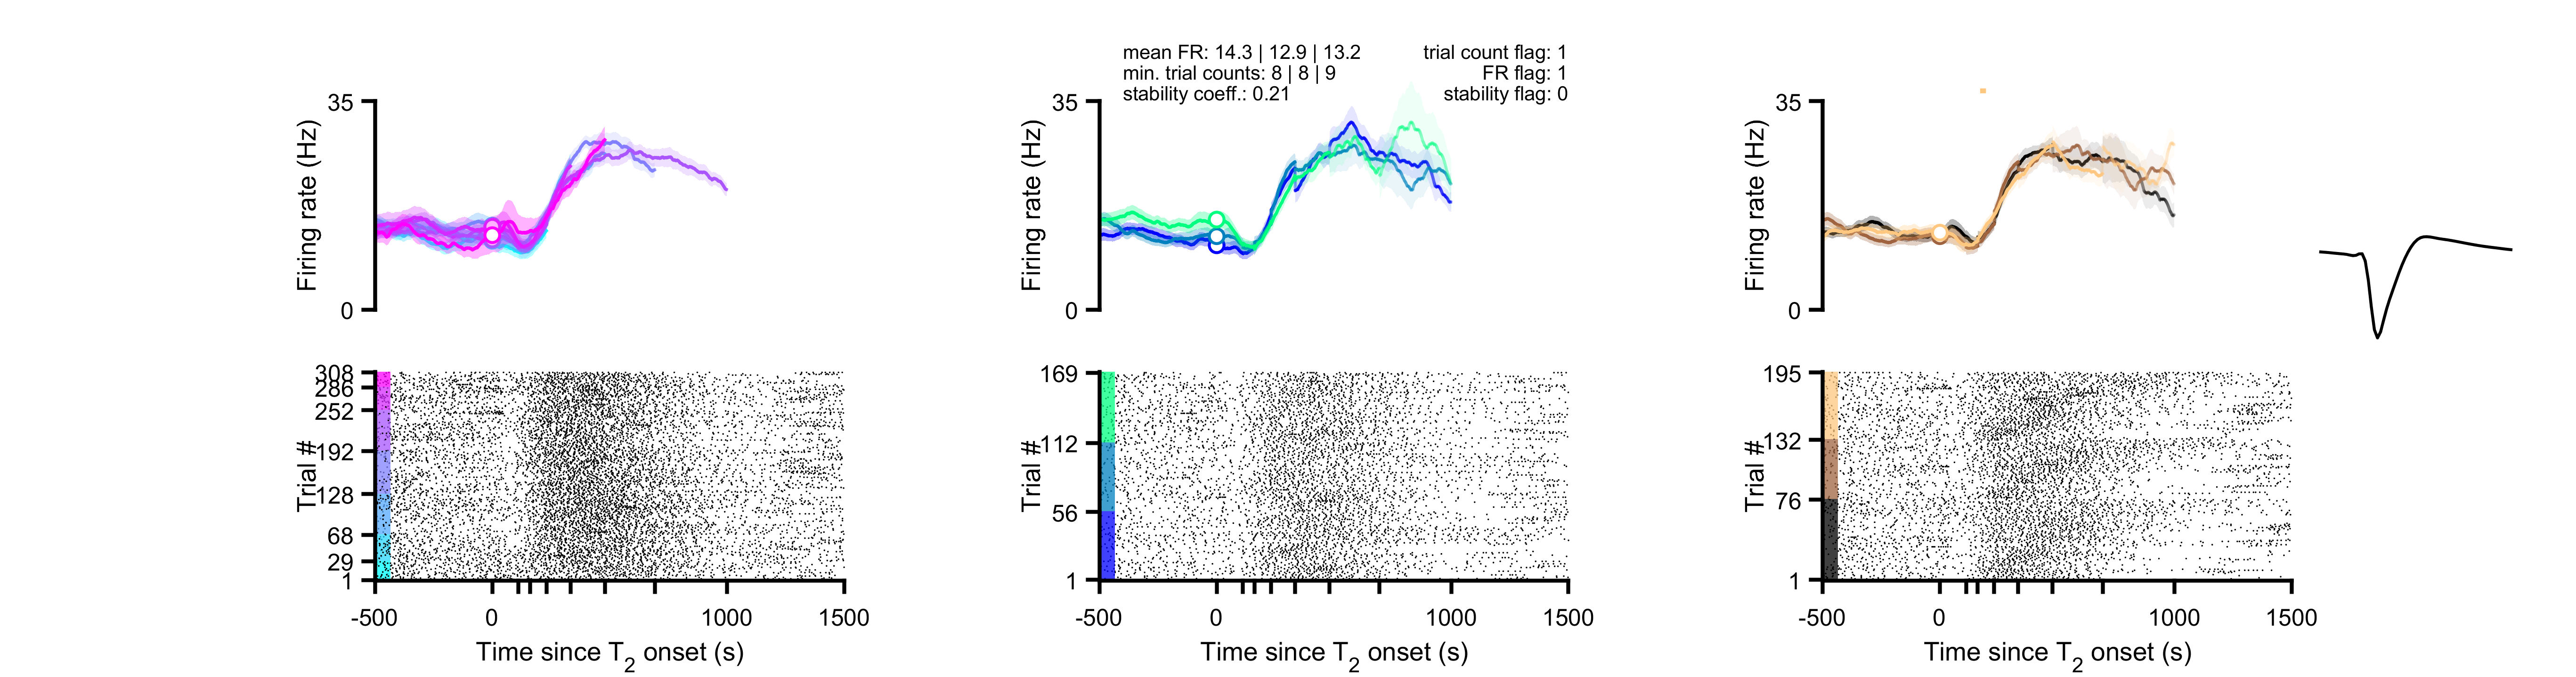 mean FR: 14.3 | 12.9 | 13.2
min. trial counts: 8 | 8 | 9
stability coeff.: 0.21
trial count flag: 1
FR flag: 1
stability flag: 0
35
Firing rate (Hz)
0
35
Firing rate (Hz)
0
35
Firing rate (Hz)
0
308
286
252
192
128
68
29
1
Trial #
-500
0
1000
1500
Time since T2 onset (s)
169
112
56
1
Trial #
-500
0
1000
1500
Time since T2 onset (s)
195
132
76
1
Trial #
-500
0
1000
1500
Time since T2 onset (s)